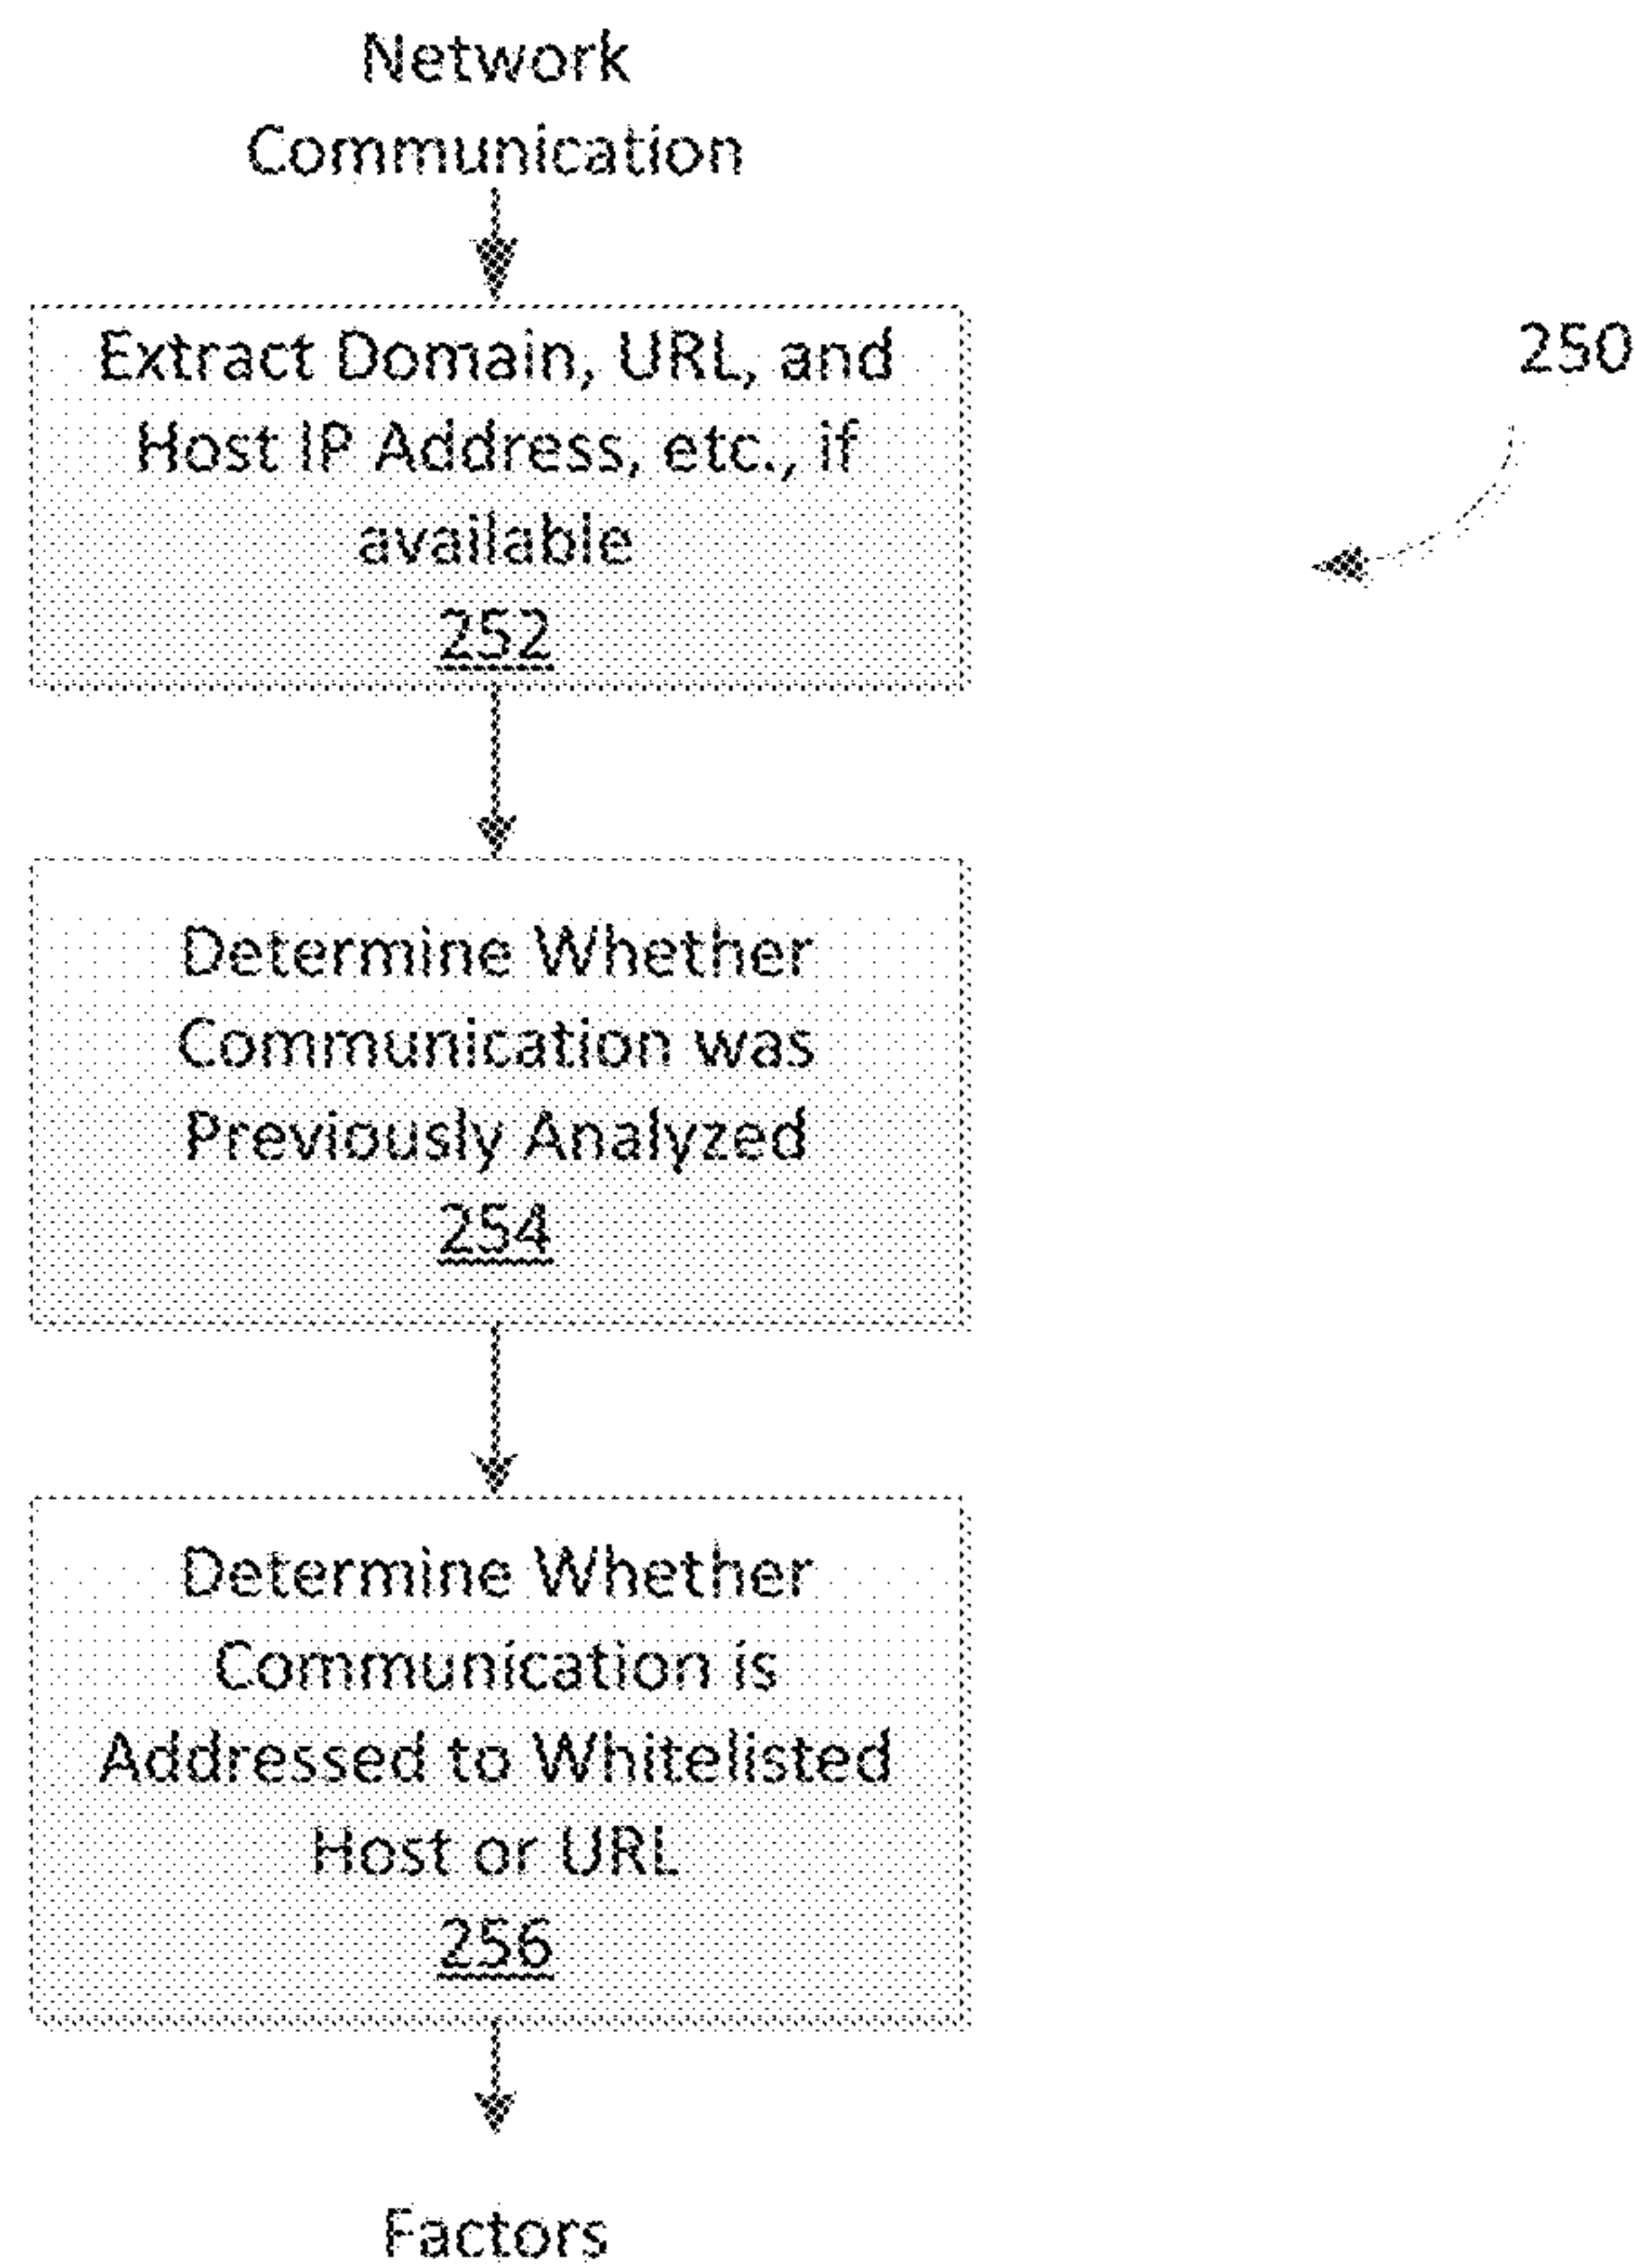 Network
Communication
Extract Domain, URL, and
Host IP Address, etc., if
available
252
250
Determine Whether
Communication was
Previously Analyzed
254
Determine Whether
Communication is
Addressed to Whitelisted
Host or URL
256
Factors